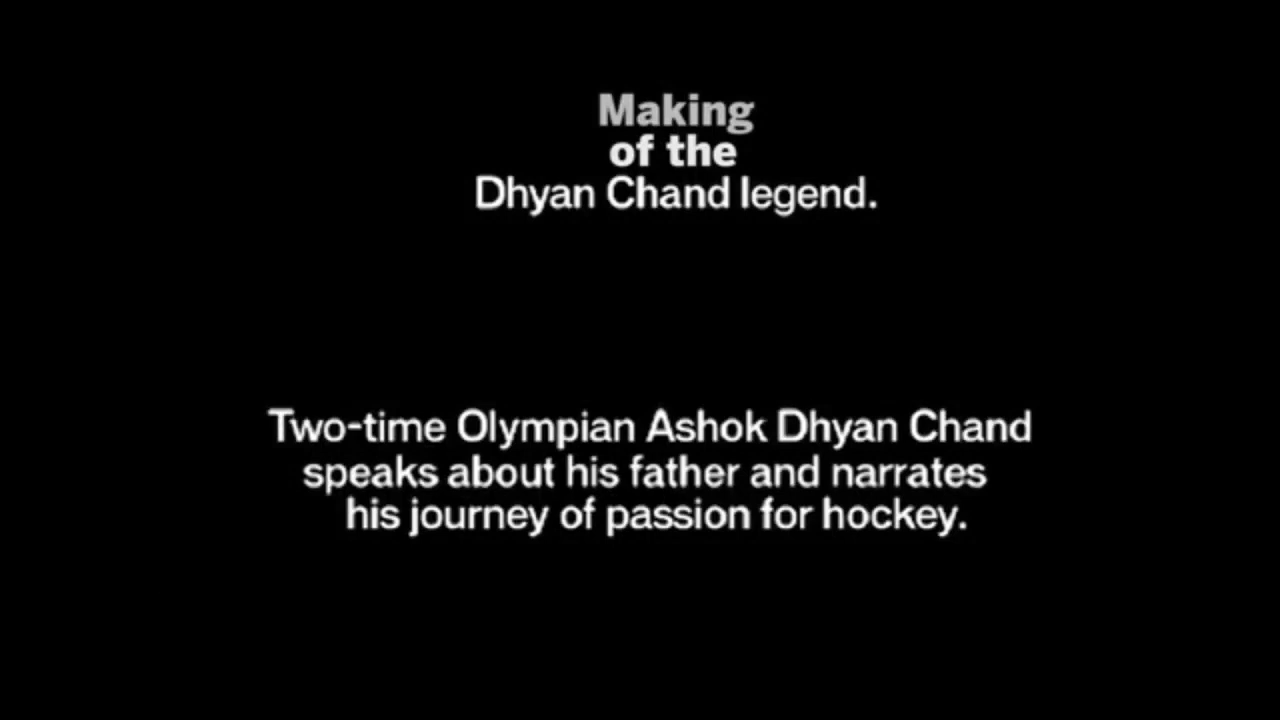 Making
of the
Dhyan Chand legend.
Two-time Olympian Ashok Dhyan Chand
speaks about his father and narrates
his journey of passion for hockey.